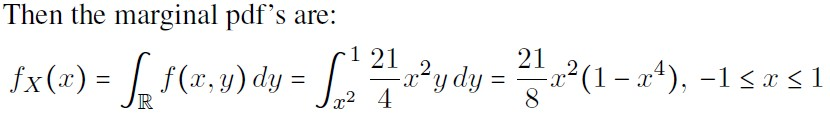 Then the marginal pdf's are:
f_X(x) = ∫_ℝ f(x, y) dy = ∫_{x²}^{1} 21/4 x²y dy = 21/8 x²(1 − x⁴), −1 ≤ x ≤ 1